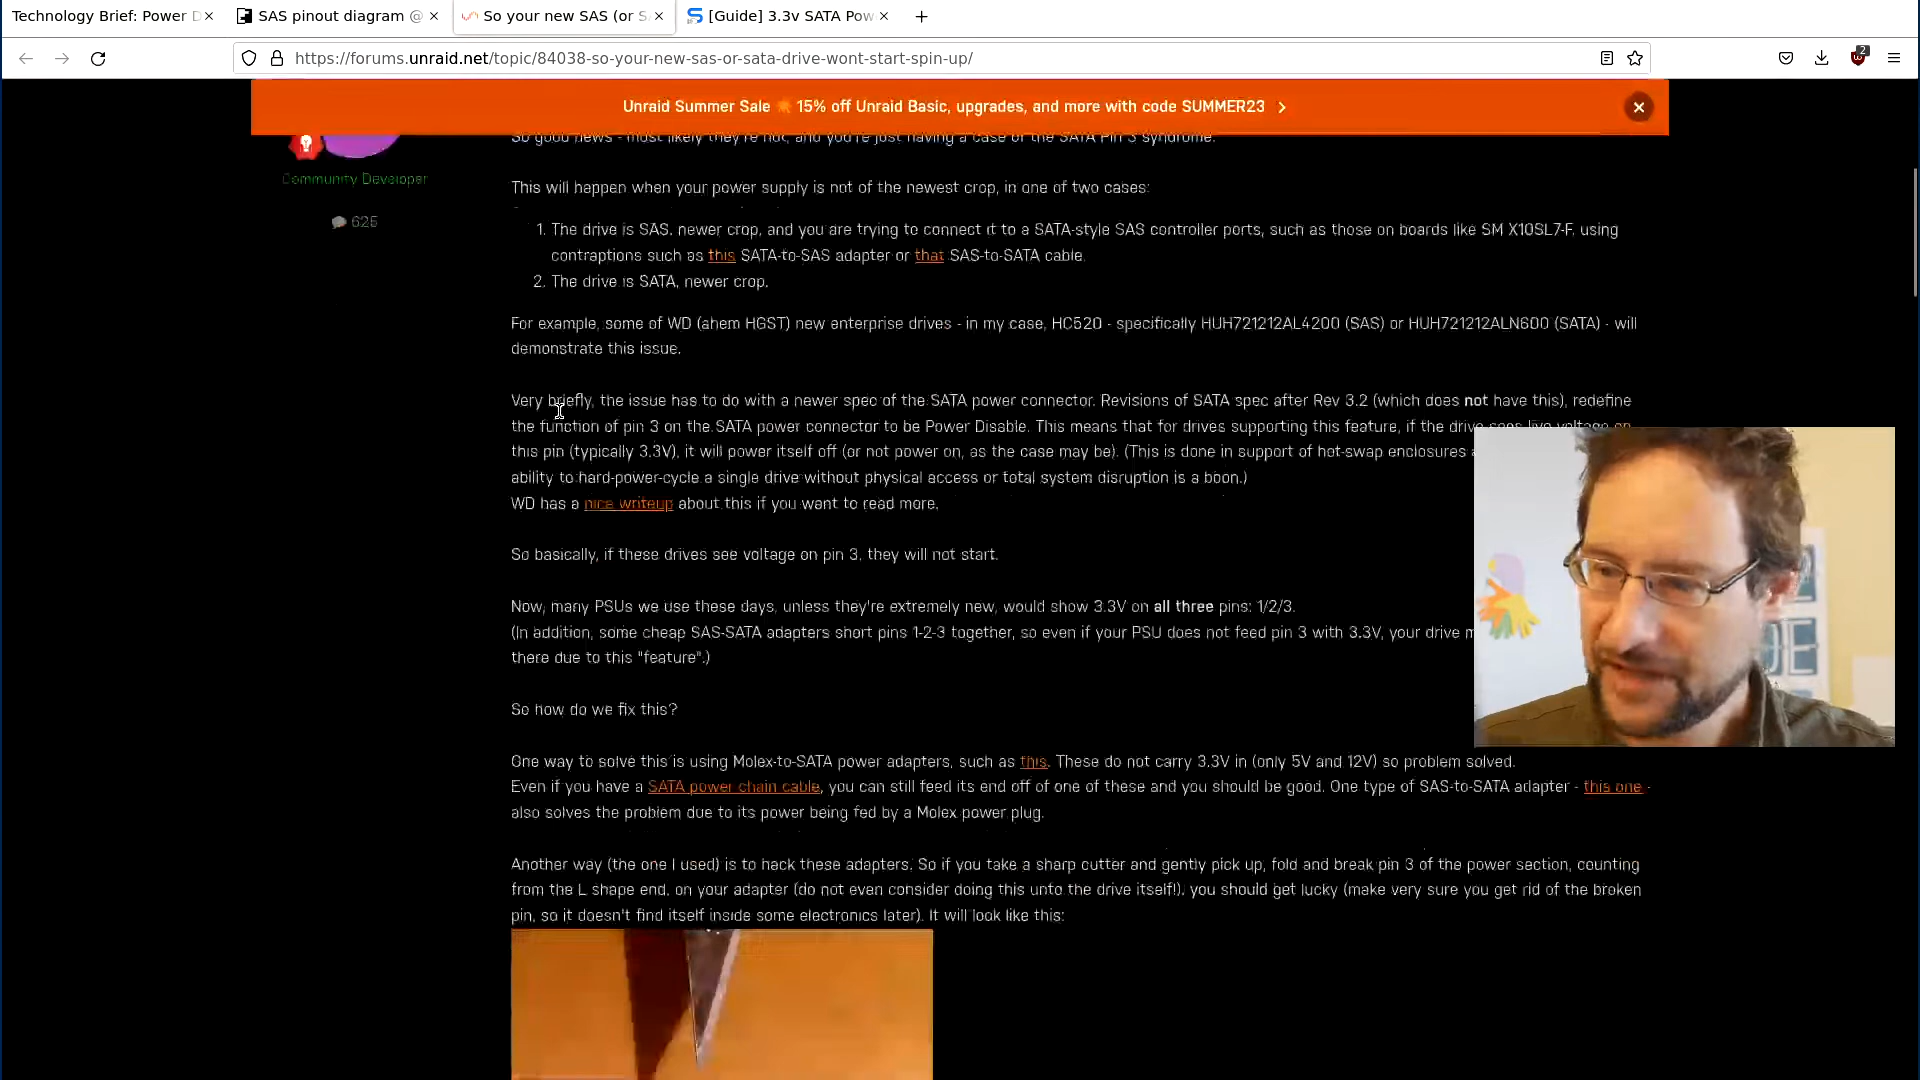 Technology Brief: Power D
SAS pinout diagram @
So your new SAS (or S
[Guide] 3.3v SATA Pow
https://forums.unraid.net/topic/84038-so-your-new-sas-or-sata-drive-wont-start-spin-up/
2
Unraid Summer Sale 💥 15% off Unraid Basic, upgrades, and more with code SUMMER23
So good news - most likely they're not, and you're just having a case of the SATA Pin 3 syndrome.
Community Developer
625
This will happen when your power supply is not of the newest crop, in one of two cases:
1. The drive is SAS, newer crop, and you are trying to connect it to a SATA-style SAS controller ports, such as those on boards like SM X10SL7-F, using
contraptions such as this SATA-to-SAS adapter or that SAS-to-SATA cable.
2. The drive is SATA, newer crop.
For example, some of WD (ahem HGST) new enterprise drives - in my case, HC520 - specifically HUH721212AL4200 (SAS) or HUH721212ALN600 (SATA) - will
demonstrate this issue.
Very briefly, the issue has to do with a newer spec of the SATA power connector. Revisions of SATA spec after Rev 3.2 (which does not have this), redefine
the function of pin 3 on the SATA power connector to be Power Disable. This means that for drives supporting this feature, if the drive sees live voltage on
this pin (typically 3.3V), it will power itself off (or not power on, as the case may be). (This is done in support of hot-swap enclosures
ability to hard-power-cycle a single drive without physical access or total system disruption is a boon.)
WD has a nice writeup about this if you want to read more.
So basically, if these drives see voltage on pin 3, they will not start.
Now, many PSUs we use these days, unless they're extremely new, would show 3.3V on all three pins: 1/2/3.
(In addition, some cheap SAS-SATA adapters short pins 1-2-3 together, so even if your PSU does not feed pin 3 with 3.3V, your drive
there due to this "feature".)
So how do we fix this?
One way to solve this is using Molex-to-SATA power adapters, such as this. These do not carry 3.3V in (only 5V and 12V) so problem solved.
Even if you have a SATA power chain cable, you can still feed its end off of one of these and you should be good. One type of SAS-to-SATA adapter - this one -
also solves the problem due to its power being fed by a Molex power plug.
Another way (the one I used) is to hack these adapters. So if you take a sharp cutter and gently pick up, fold and break pin 3 of the power section, counting
from the L shape end, on your adapter (do not even consider doing this unto the drive itself!), you should get lucky (make very sure you get rid of the broken
pin, so it doesn't find itself inside some electronics later). It will look like this: